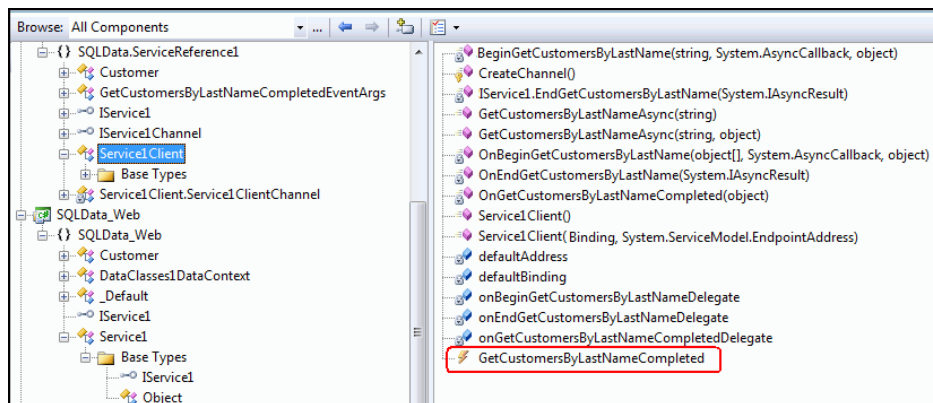 Browse: All Components ...
{} SQLData.ServiceReference1
Customer
GetCustomersByLastNameCompletedEventArgs
IService1
IService1Channel
Service1Client
Base Types
Service1Client.Service1ClientChannel
SQLData_Web
{} SQLData_Web
Customer
DataClasses1DataContext
_Default
IService1
Service1
Base Types
IService1
Object
BeginGetCustomersByLastName(string, System.AsyncCallback, object)
CreateChannel()
IService1.EndGetCustomersByLastName(System.IAsyncResult)
GetCustomersByLastNameAsync(string)
GetCustomersByLastNameAsync(string, object)
OnBeginGetCustomersByLastName(object[], System.AsyncCallback, object)
OnEndGetCustomersByLastName(System.IAsyncResult)
OnGetCustomersByLastNameCompleted(object)
Service1Client()
Service1Client(Binding, System.ServiceModel.EndpointAddress)
defaultAddress
defaultBinding
onBeginGetCustomersByLastNameDelegate
onEndGetCustomersByLastNameDelegate
onGetCustomersByLastNameCompletedDelegate
GetCustomersByLastNameCompleted